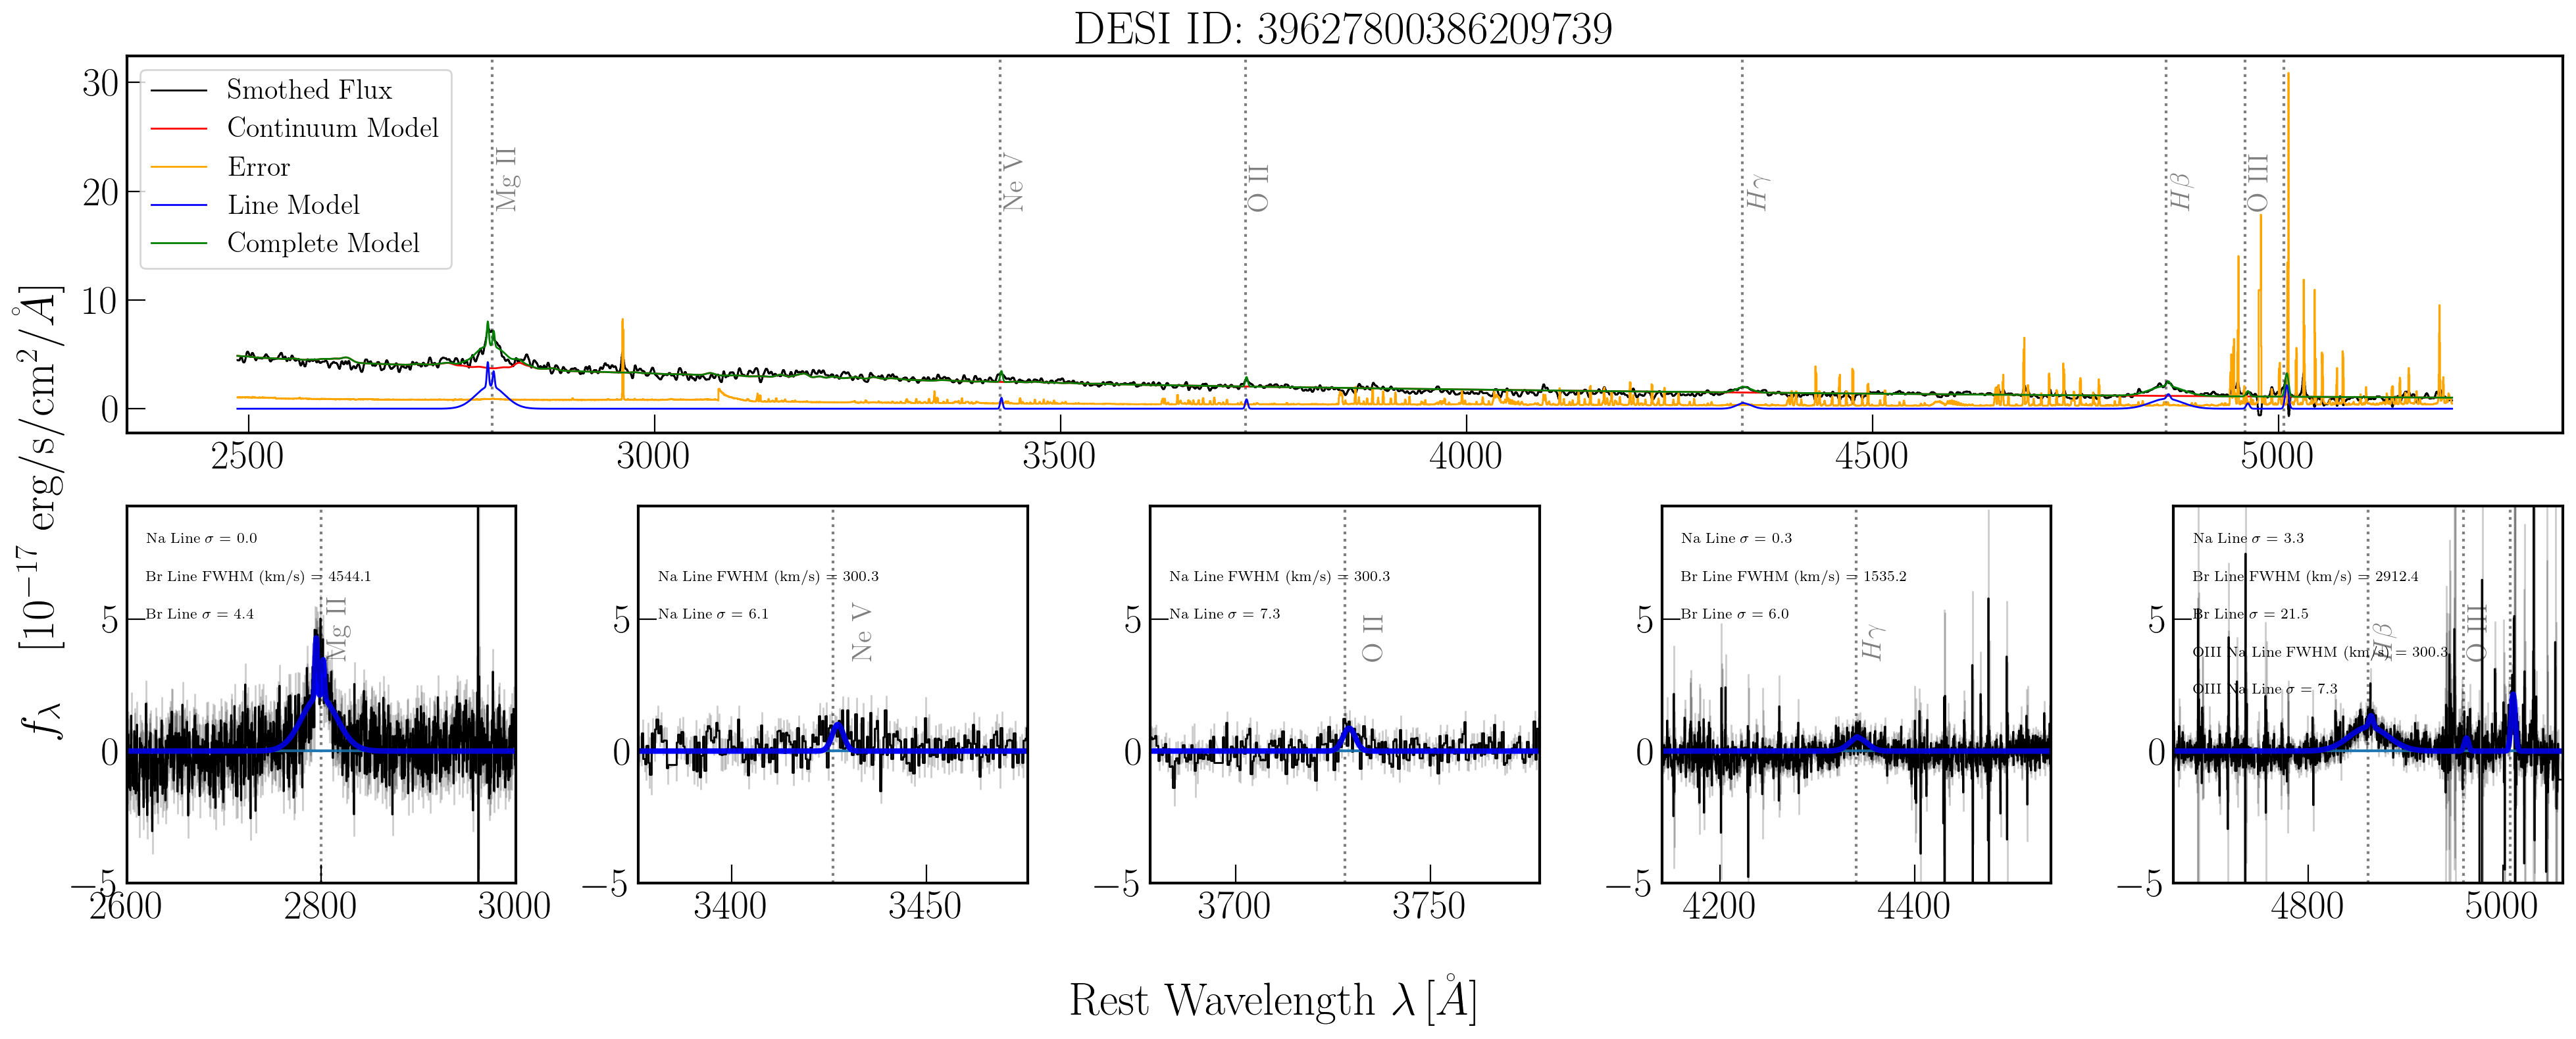 DESI ID: 39627800386209739
Smothed Flux
Continuum Model
Error
Line Model
Complete Model
Mg II
Ne V
O II
Hγ
Hβ
O III
30
20
10
0
2500 3000 3500 4000 4500 5000
f_λ [10^{-17} erg/s/cm^2/Å]
Na Line σ = 0.0
Br Line FWHM (km/s) = 4544.1
Br Line σ = 4.4
Mg II
5
0
−5
2600 2800 3000
Na Line FWHM (km/s) = 300.3
Na Line σ = 6.1
Ne V
5
0
−5
3400 3450
Na Line FWHM (km/s) = 300.3
Na Line σ = 7.3
O II
5
0
−5
3700 3750
Na Line σ = 0.3
Br Line FWHM (km/s) = 1535.2
Br Line σ = 6.0
Hγ
5
0
−5
4200 4400
Na Line σ = 3.3
Br Line FWHM (km/s) = 2912.4
Br Line σ = 21.5
OIII Na Line FWHM (km/s) = 300.3
OIII Na Line σ = 7.3
Hβ
O III
5
0
−5
4800 5000
Rest Wavelength λ [Å]